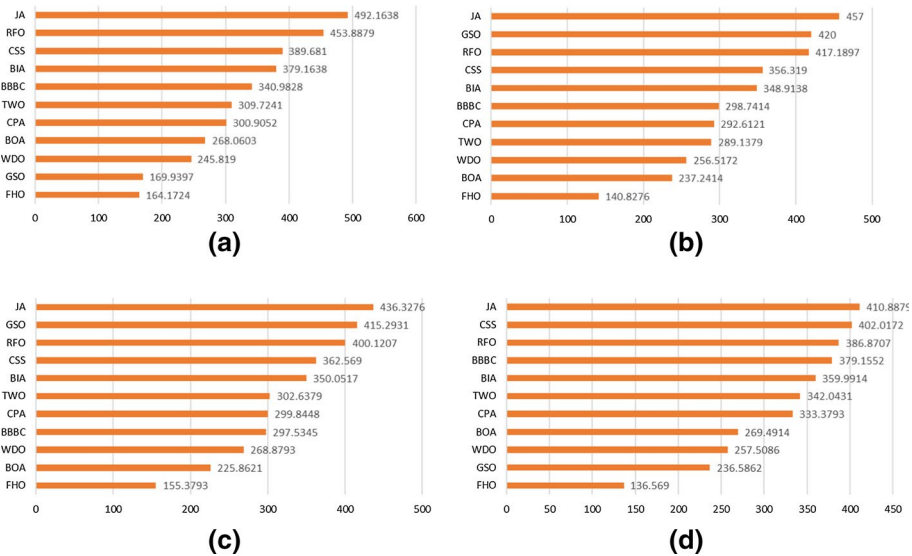 JA 492.1638
RFO 453.8879
CSS 389.681
BIA 379.1638
BBBC 340.9828
TWO 309.7241
CPA 300.9052
BOA 268.0603
WDO 245.819
GSO 169.9397
FHO 164.1724
0 100 200 300 400 500 600
(a)
JA 457
GSO 420
RFO 417.1897
CSS 356.319
BIA 348.9138
BBBC 298.7414
CPA 292.6121
TWO 289.1379
WDO 256.5172
BOA 237.2414
FHO 140.8276
0 100 200 300 400 500
(b)
JA 436.3276
GSO 415.2931
RFO 400.1207
CSS 362.569
BIA 350.0517
TWO 302.6379
CPA 299.8448
BBBC 297.5345
WDO 268.8793
BOA 225.8621
FHO 155.3793
0 100 200 300 400 500
(c)
JA 410.8879
CSS 402.0172
RFO 386.8707
BBBC 379.1552
BIA 359.9914
TWO 342.0431
CPA 333.3793
BOA 269.4914
WDO 257.5086
GSO 236.5862
FHO 136.569
0 50 100 150 200 250 300 350 400 450
(d)